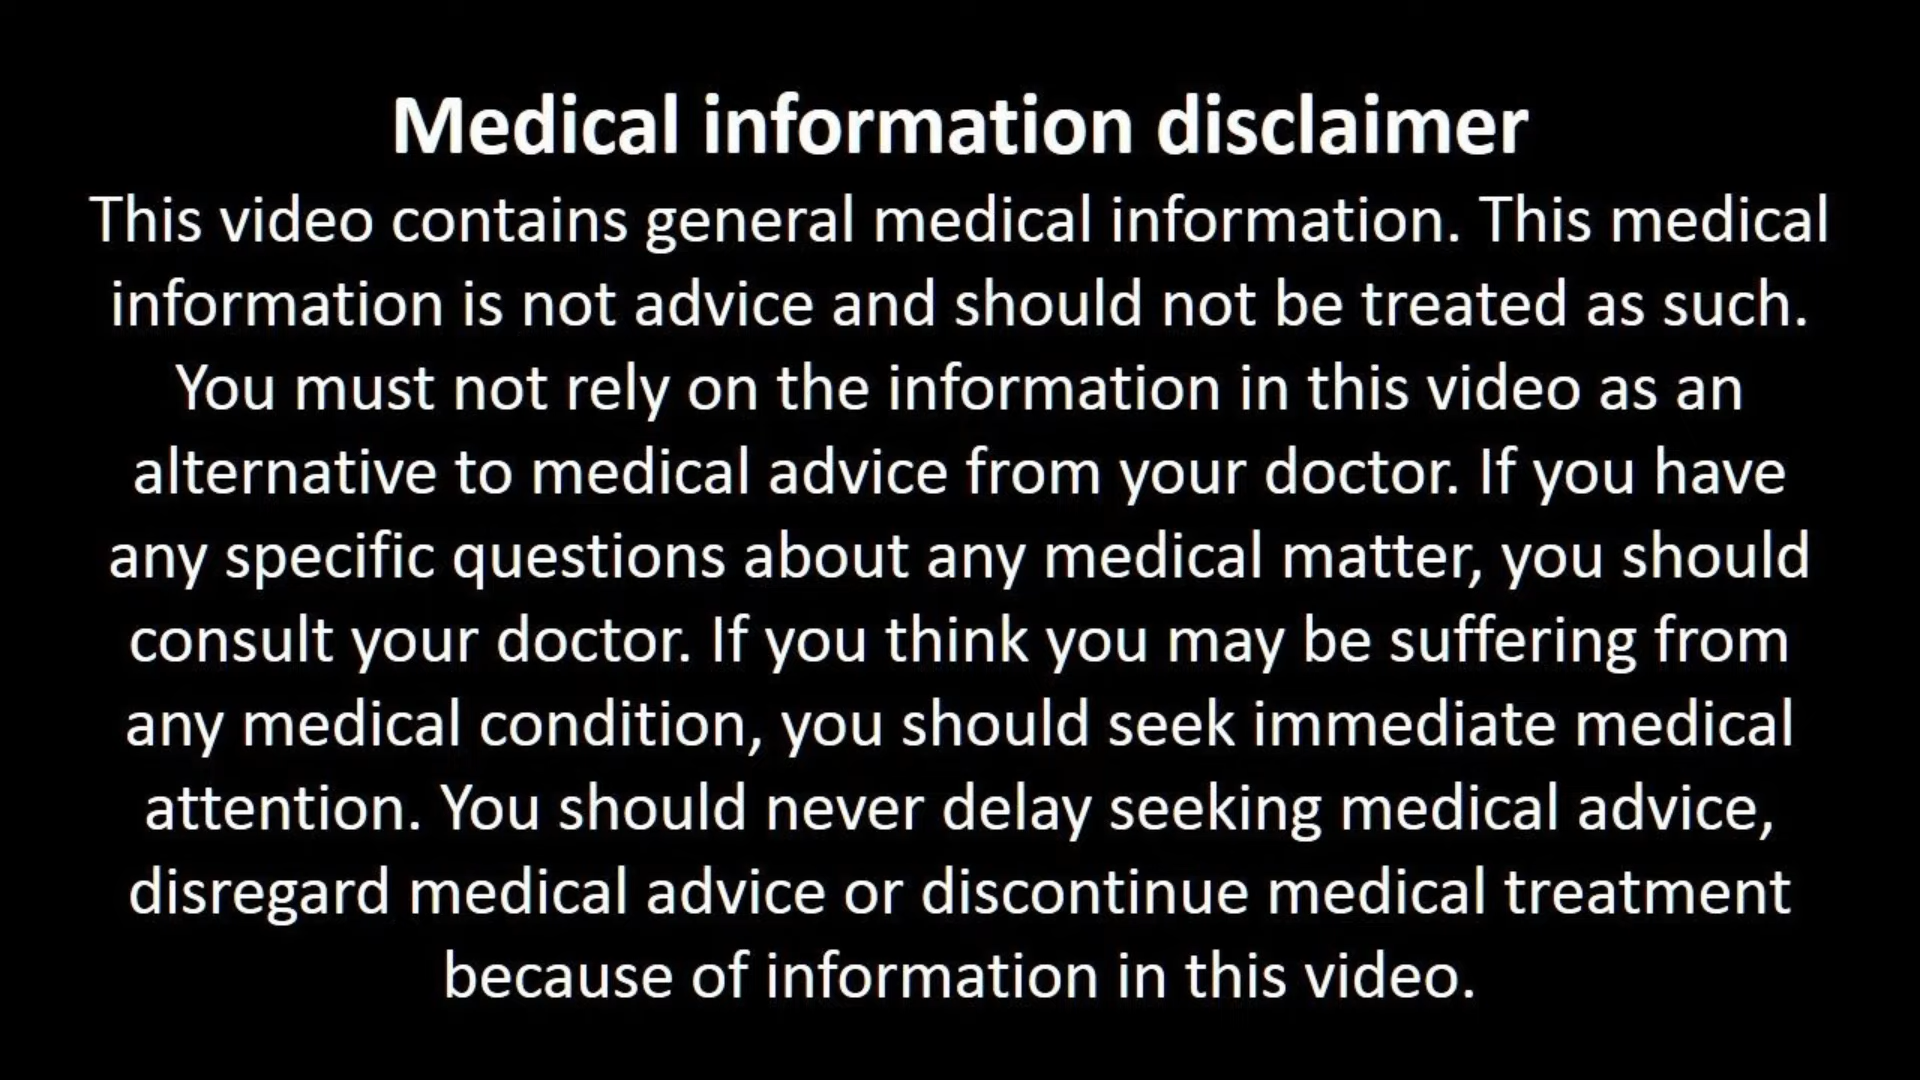 Medical information disclaimer
This video contains general medical information. This medical
information is not advice and should not be treated as such.
You must not rely on the information in this video as an
alternative to medical advice from your doctor. If you have
any specific questions about any medical matter, you should
consult your doctor. If you think you may be suffering from
any medical condition, you should seek immediate medical
attention. You should never delay seeking medical advice,
disregard medical advice or discontinue medical treatment
because of information in this video.